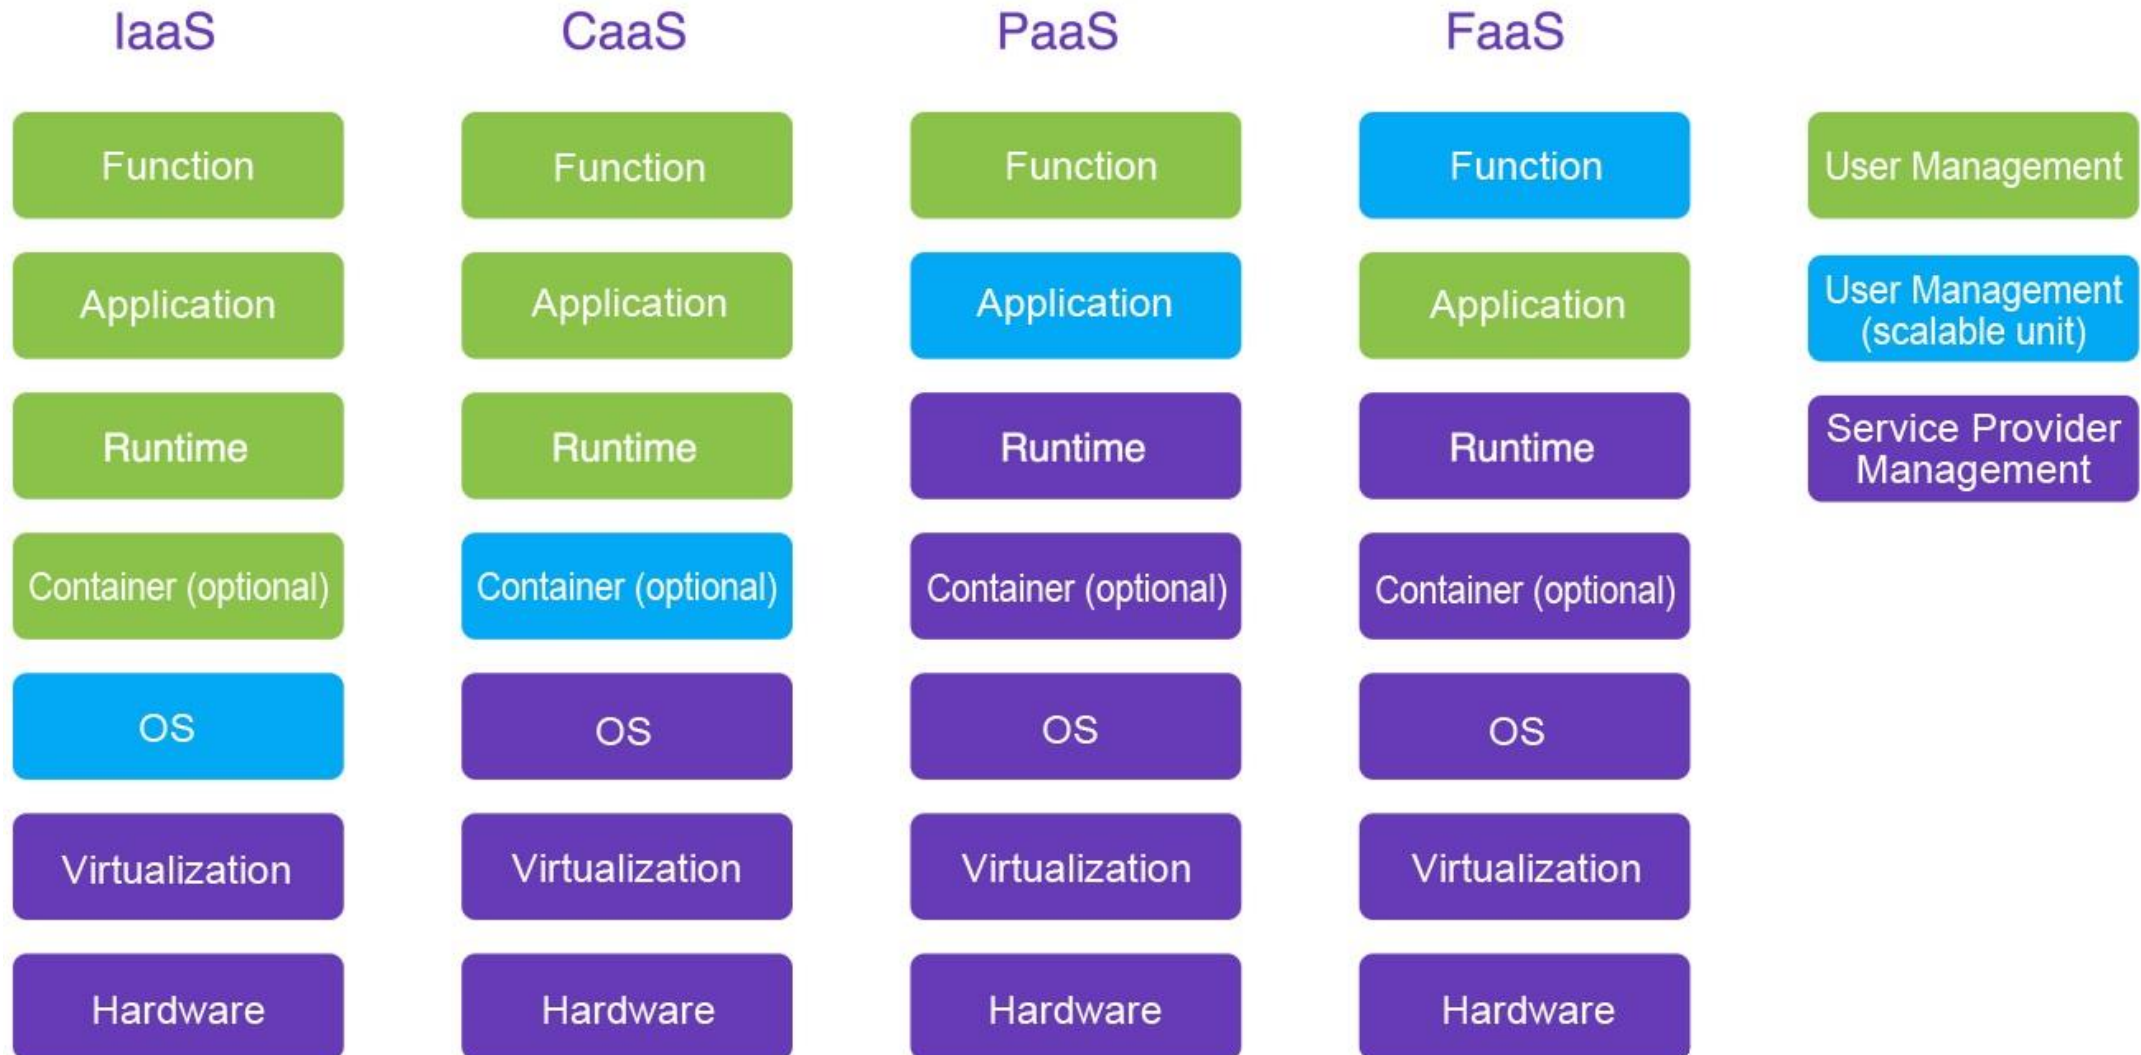 IaaS
CaaS
PaaS
FaaS
Function
Function
Function
Function
User Management
Application
Application
Application
Application
User Management
(scalable unit)
Runtime
Runtime
Runtime
Runtime
Service Provider
Management
Container (optional)
Container (optional)
Container (optional)
Container (optional)
OS
OS
OS
OS
Virtualization
Virtualization
Virtualization
Virtualization
Hardware
Hardware
Hardware
Hardware